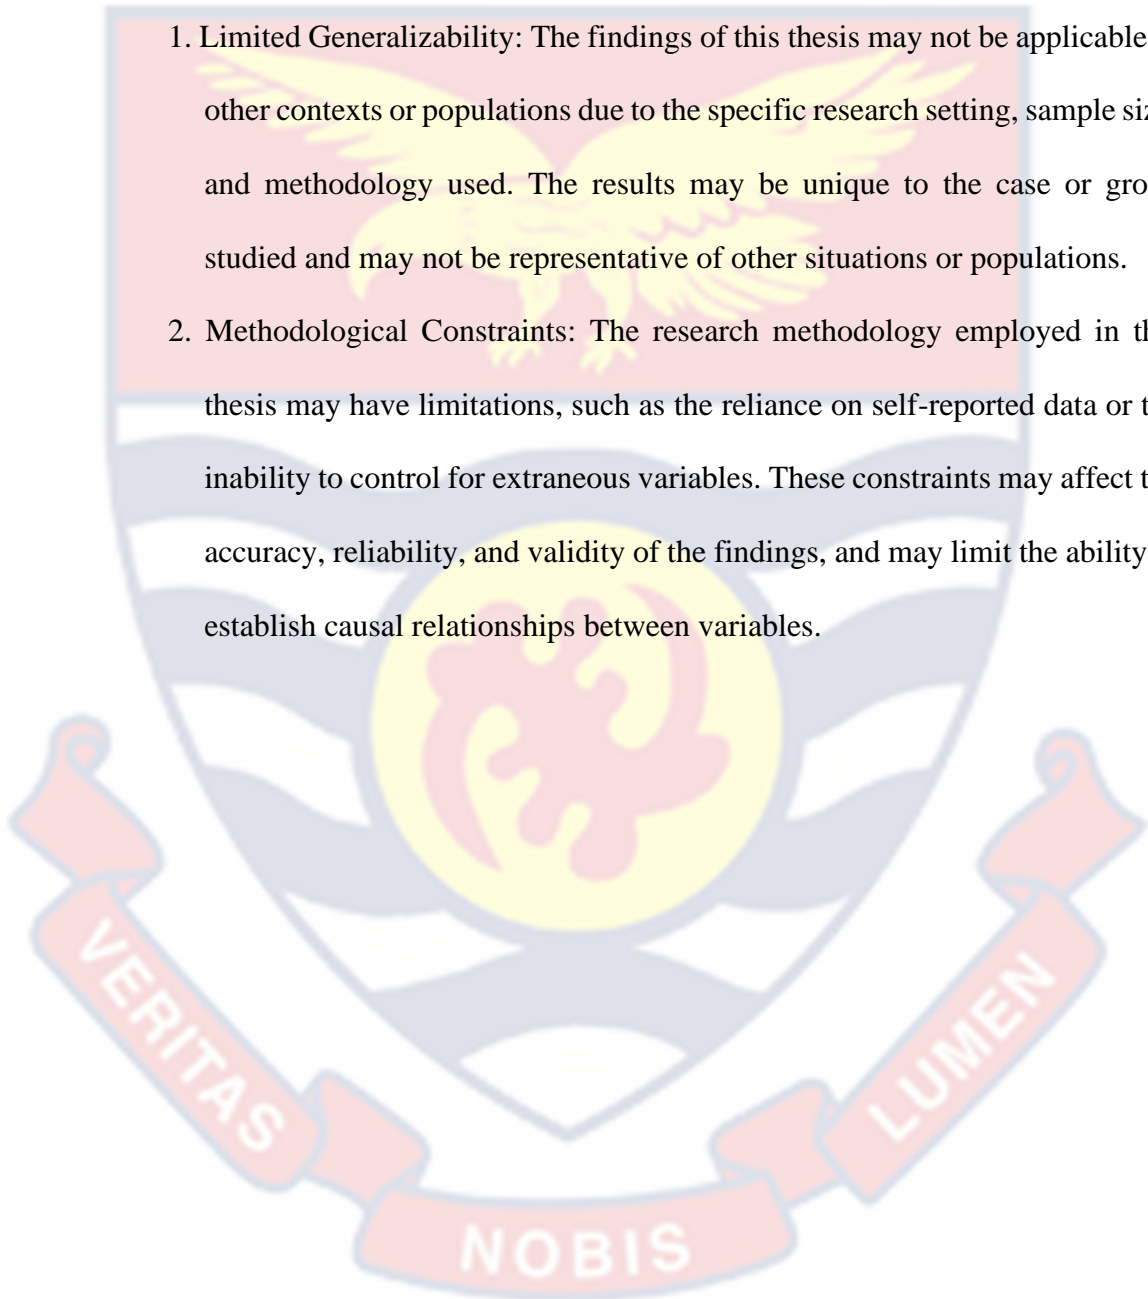 1. Limited Generalizability: The findings of this thesis may not be applicable
other contexts or populations due to the specific research setting, sample
and methodology used. The results may be unique to the case or
studied and may not be representative of other situations or populations.
2. Methodological Constraints: The research methodology employed in
thesis may have limitations, such as the reliance on self-reported data or
inability to control for extraneous variables. These constraints may affect
accuracy, reliability, and validity of the findings, and may limit the ability
establish causal relationships between variables.
VERITAS
NOBIS
LUMEN